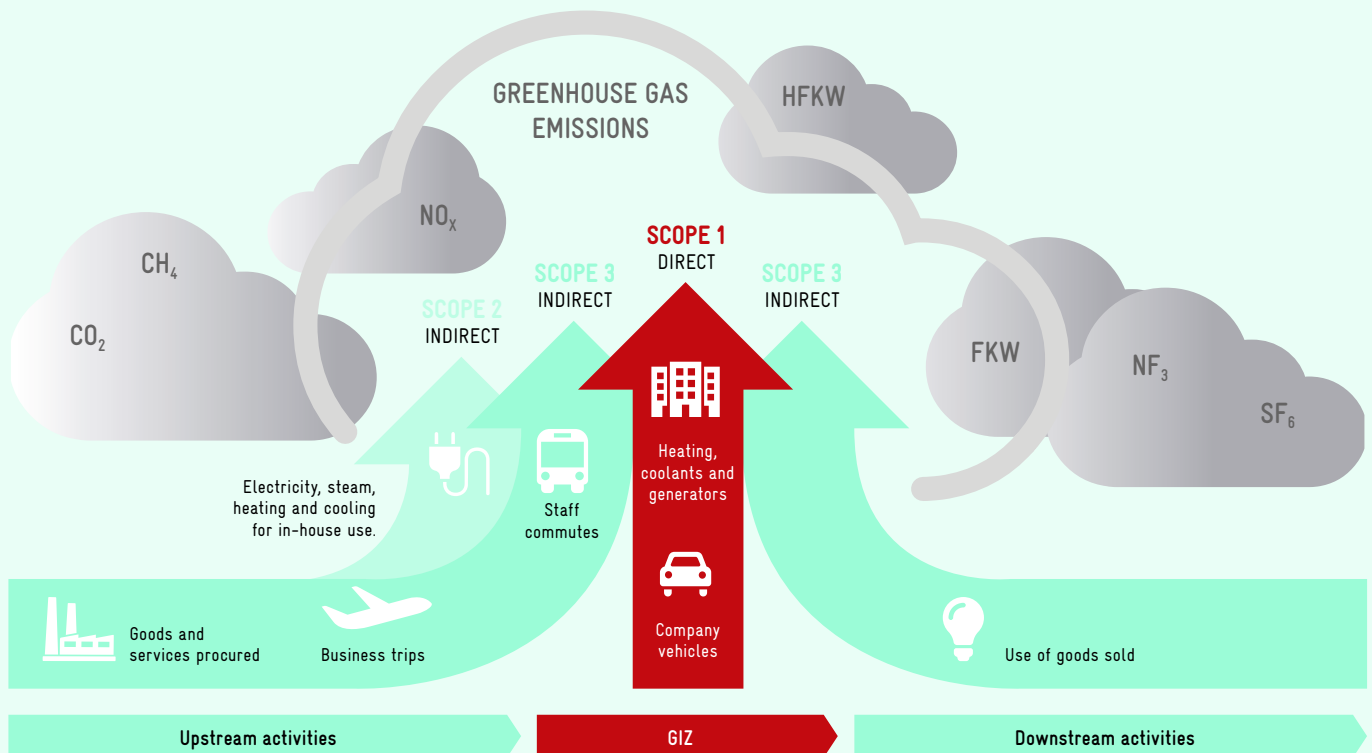 GREENHOUSE GAS
EMISSIONS
HFKW
NOₓ
CH₄
CO₂
FKW
NF₃
SF₆
SCOPE 1
DIRECT
SCOPE 3
INDIRECT
SCOPE 3
INDIRECT
SCOPE 2
INDIRECT
Electricity, steam,
heating and cooling
for in-house use.
Staff
commutes
Heating,
coolants and
generators
Company
vehicles
Goods and
services procured
Business trips
Use of goods sold
Upstream activities
GIZ
Downstream activities